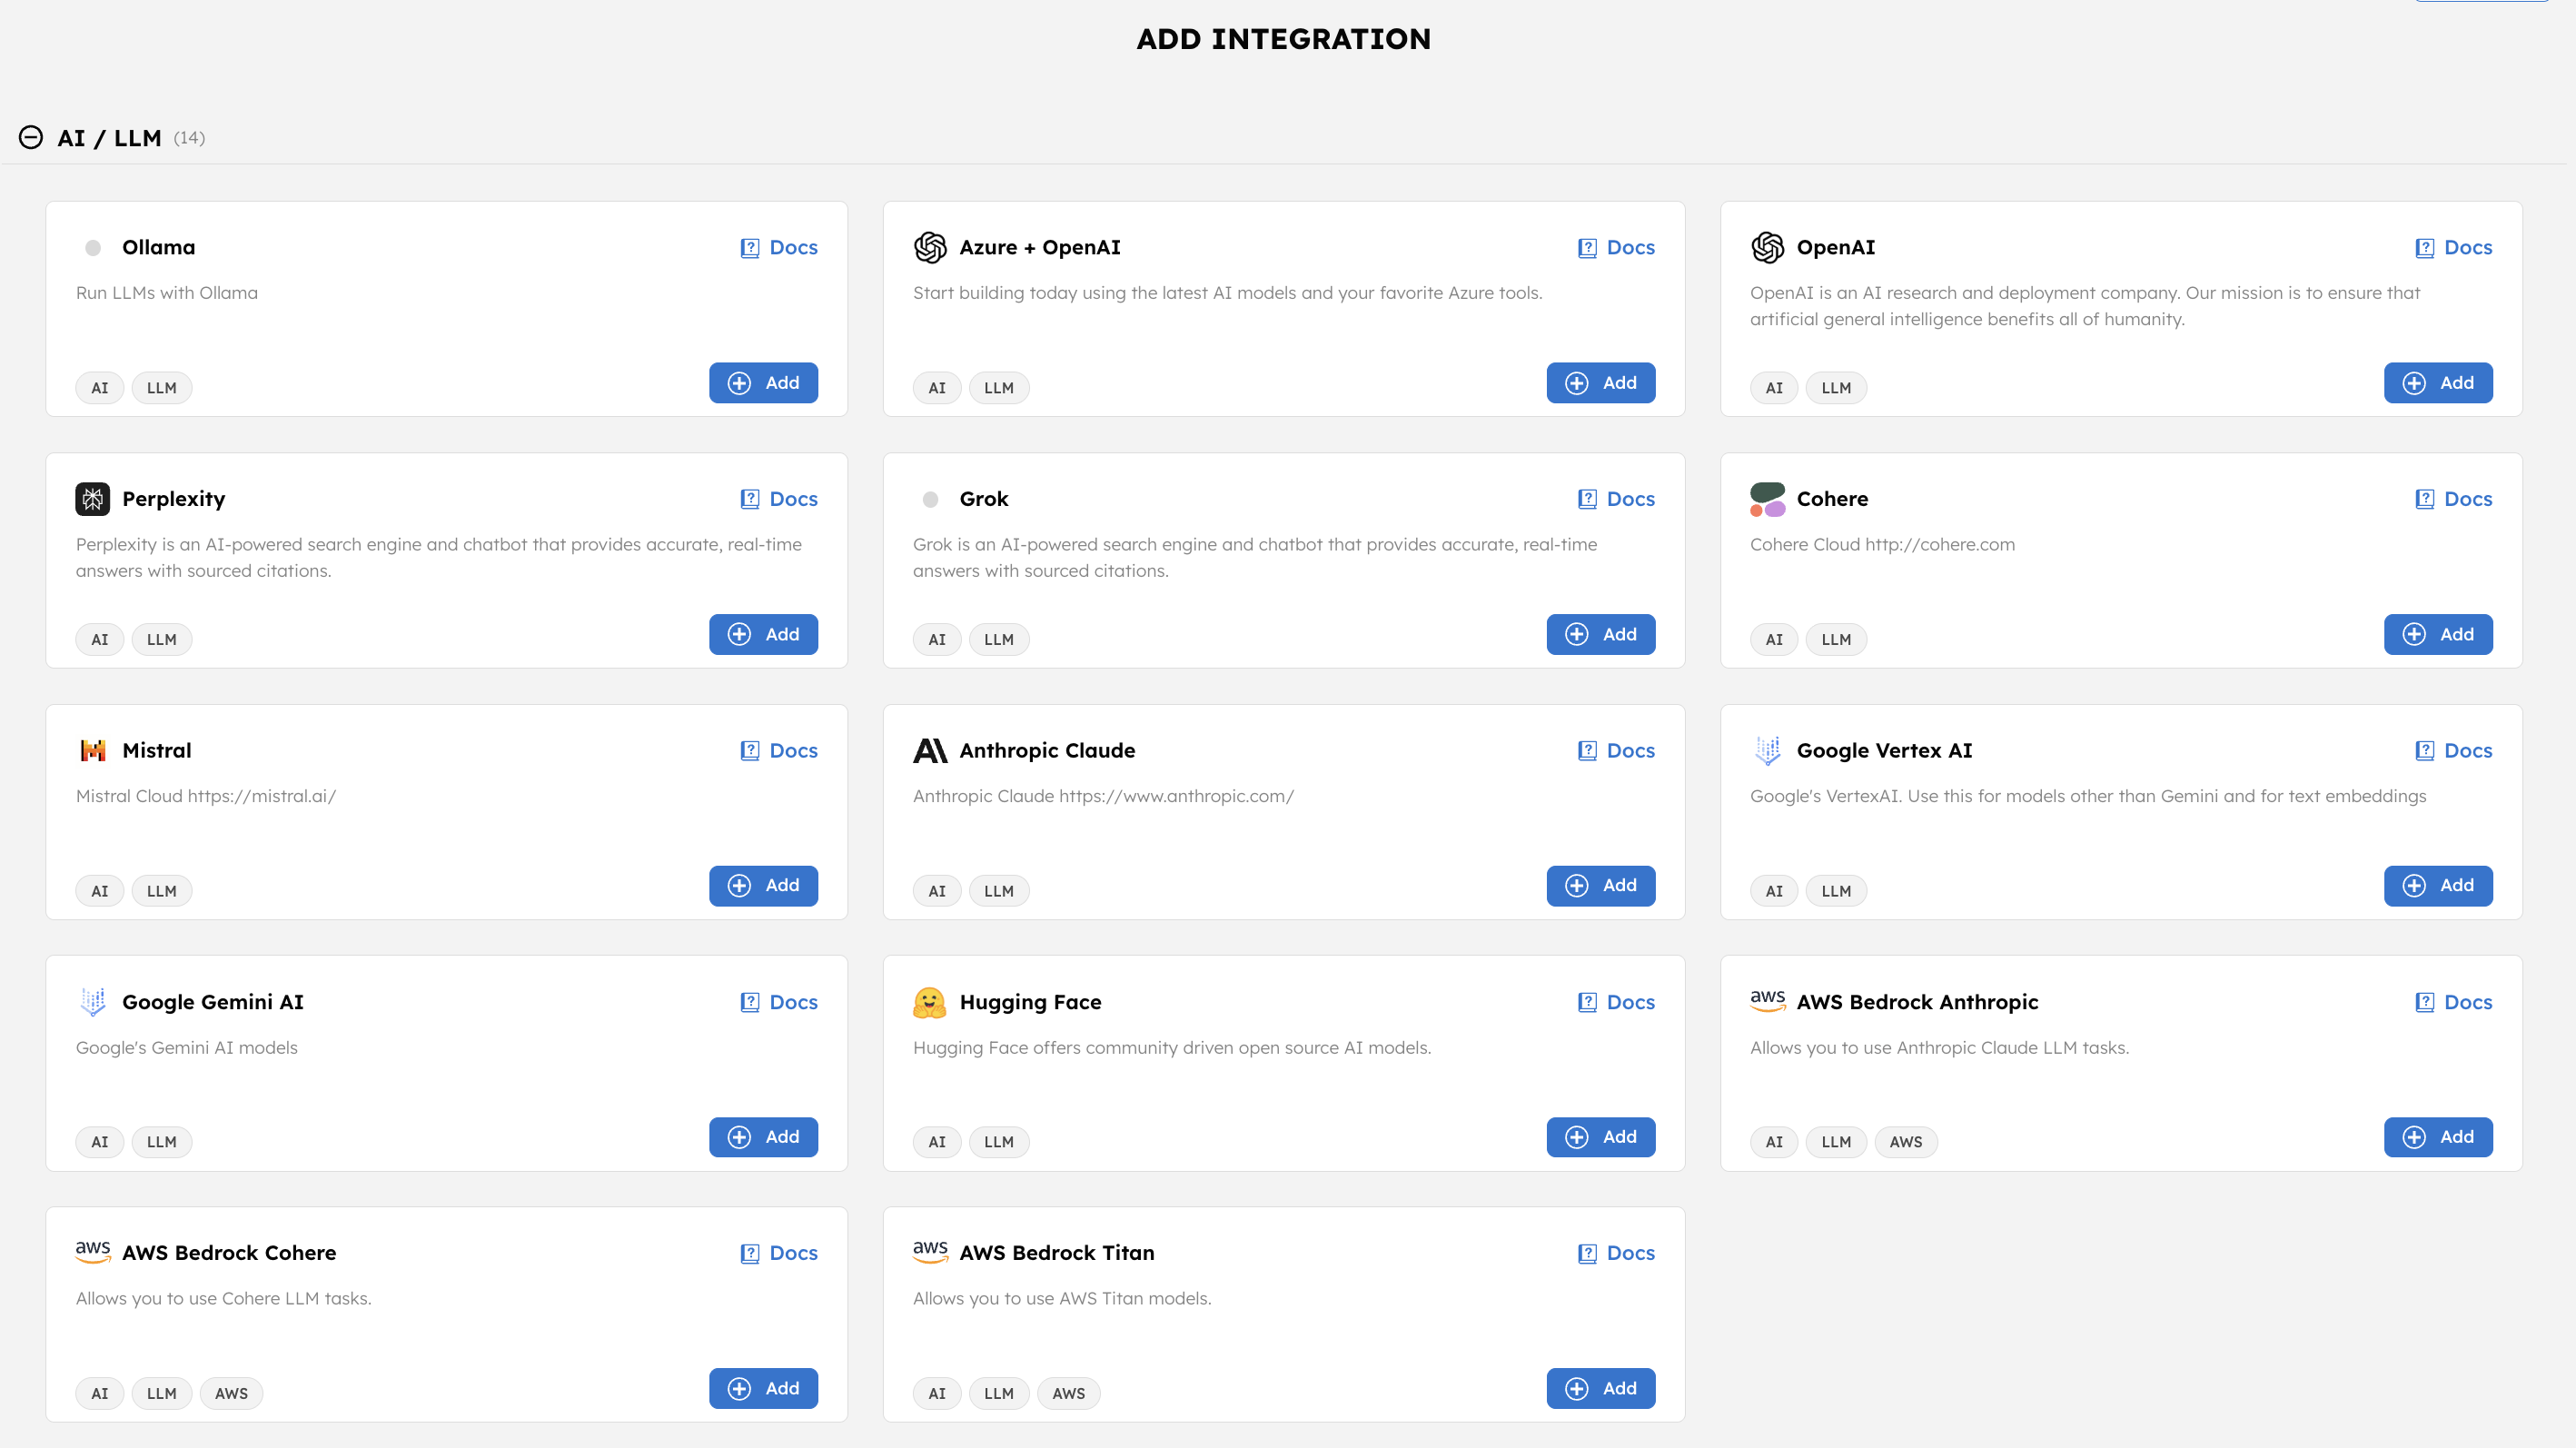 ADD INTEGRATION
AI / LLM (14)
Ollama
Docs
Run LLMs with Ollama
AI LLM
Add
Azure + OpenAI
Docs
Start building today using the latest AI models and your favorite Azure tools.
AI LLM
Add
OpenAI
Docs
OpenAI is an AI research and deployment company. Our mission is to ensure that
artificial general intelligence benefits all of humanity.
AI LLM
Add
Perplexity
Docs
Perplexity is an AI-powered search engine and chatbot that provides accurate, real-time
answers with sourced citations.
AI LLM
Add
Grok
Docs
Grok is an AI-powered search engine and chatbot that provides accurate, real-time
answers with sourced citations.
AI LLM
Add
Cohere
Docs
Cohere Cloud http://cohere.com
AI LLM
Add
Mistral
Docs
Mistral Cloud https://mistral.ai/
AI LLM
Add
Anthropic Claude
Docs
Anthropic Claude https://www.anthropic.com/
AI LLM
Add
Google Vertex AI
Docs
Google's VertexAI. Use this for models other than Gemini and for text embeddings
AI LLM
Add
Google Gemini AI
Docs
Google's Gemini AI models
AI LLM
Add
Hugging Face
Docs
Hugging Face offers community driven open source AI models.
AI LLM
Add
aws AWS Bedrock Anthropic
Docs
Allows you to use Anthropic Claude LLM tasks.
AI LLM AWS
Add
aws AWS Bedrock Cohere
Docs
Allows you to use Cohere LLM tasks.
AI LLM AWS
Add
aws AWS Bedrock Titan
Docs
Allows you to use AWS Titan models.
AI LLM AWS
Add